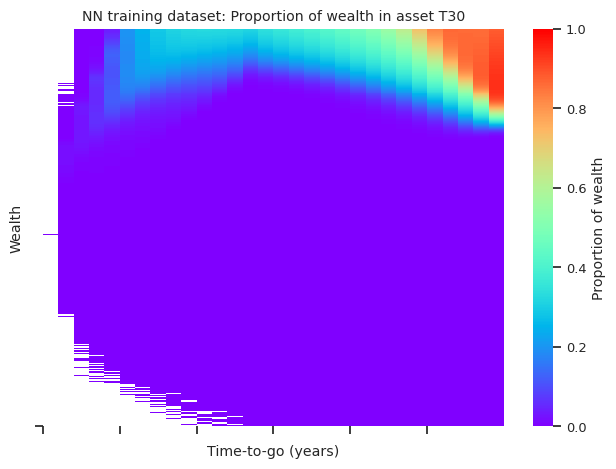 NN training dataset: Proportion of wealth in asset T30
Wealth
Time-to-go (years)
1.0
0.8
0.6
0.4
0.2
0.0
Proportion of wealth